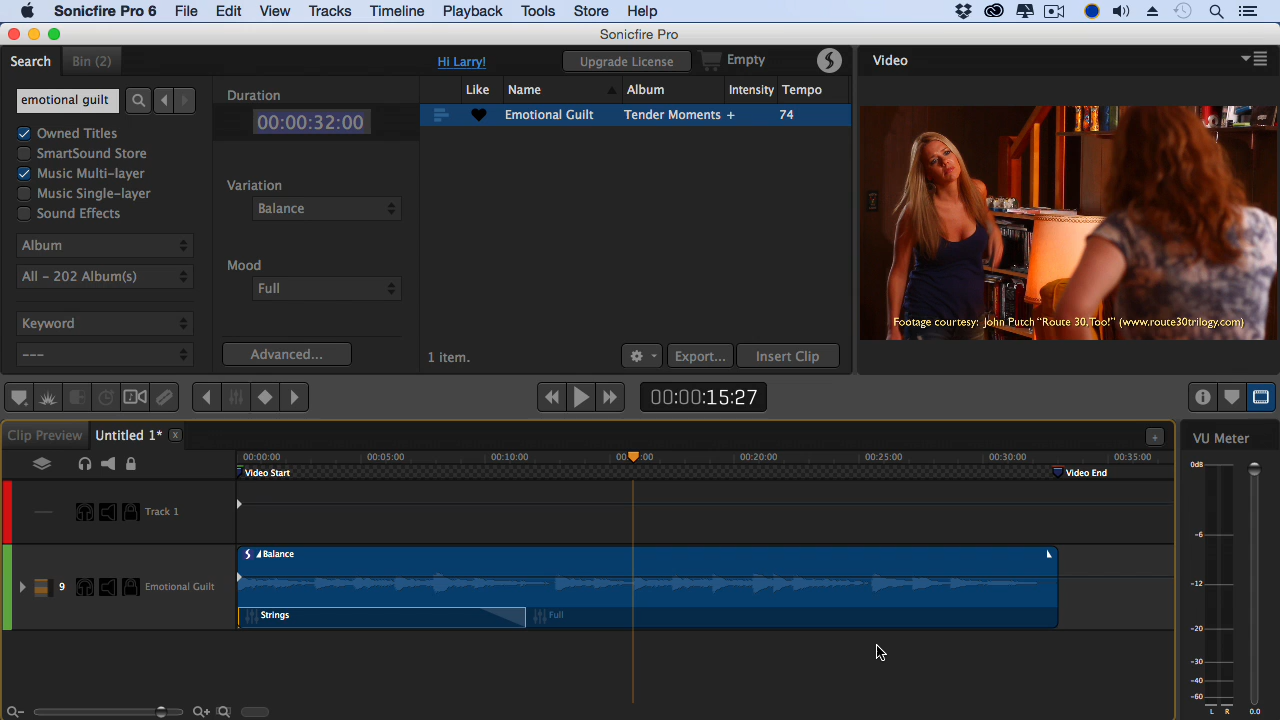 Sonicfire Pro 6 File Edit View Tracks Timeline Playback Tools Store Help
Sonicfire Pro
Search Bin (2) Hi Larry! Upgrade License Empty Video
emotional guilt
Owned Titles
SmartSound Store
Music Multi-layer
Music Single-layer
Sound Effects
Album
All - 202 Album(s)
Keyword
---
Duration
00:00:32:00
Variation
Balance
Mood
Full
Advanced...
Like Name Album Intensity Tempo
Emotional Guilt Tender Moments + 74
1 item. Export... Insert Clip
Footage courtesy: John Putch "Route 30,Too!" (www.route30trilogy.com)
00:00:15:27
Clip Preview Untitled 1* x +
VU Meter
00:00:00 00:05:00 00:10:00 00:20:00 00:25:00 00:30:00 00:35:00
Video Start Video End
Track 1
Balance
9 Emotional Guilt
Strings Full
0dB
-6
-12
-20
-30
-40
-60
L R 0.0